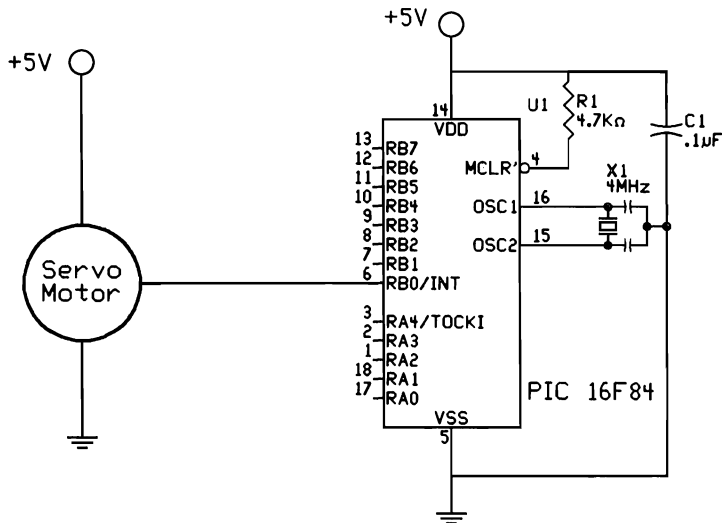 +5V
+5V
14
VDD
U1
R1
4.7KΩ
C1
.1µF
13
RB7
12
RB6
11
RB5
10
RB4
9
RB3
8
RB2
7
RB1
6
RB0/INT
3
RA4/TOCKI
2
RA3
1
RA2
18
RA1
17
RA0
MCLR'
4
X1
4MHz
OSC1
16
OSC2
15
Servo
Motor
PIC 16F84
VSS
5